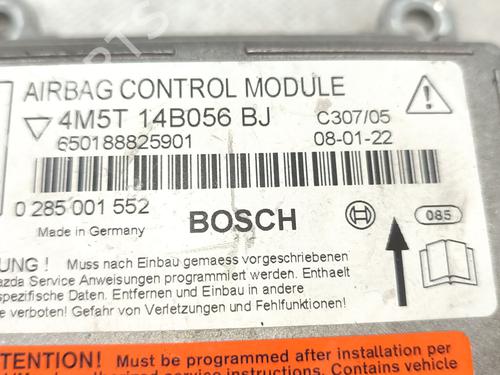 AIRBAG CONTROL MODULE
4M5T 14B056 BJ
C307/05
650188825901
08-01-22
0 285 001 552
BOSCH
085
Made in Germany
UNG ! Muss nach Einbau gemaess vorgeschriebenen
azda Service Anweisungen programmiert werden. Enthaelt
spezifische Daten. Entfernen und Einbau in andere
e verboten! Gefahr von Verletzungen und Fehlfunktionen!
TTENTION! Must be programmed after installation per
service instructions. Contains vehicle